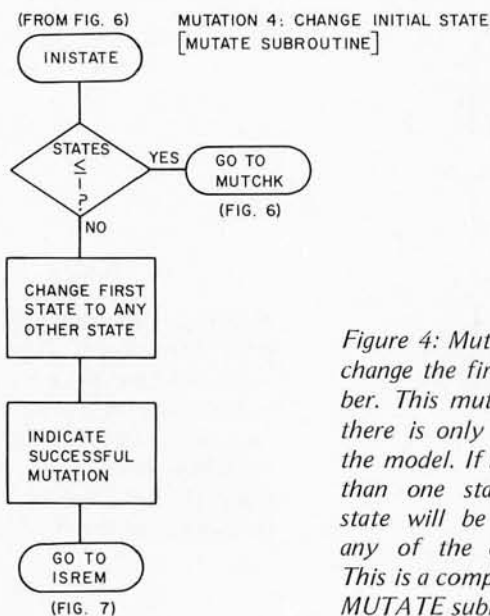 (FROM FIG. 6)
MUTATION 4: CHANGE INITIAL STATE
[MUTATE SUBROUTINE]
INISTATE
STATES
≤
1
?
YES
GO TO
MUTCHK
(FIG. 6)
NO
CHANGE FIRST
STATE TO ANY
OTHER STATE
INDICATE
SUCCESSFUL
MUTATION
GO TO
ISREM
(FIG. 7)
Figure 4: Mut
change the fir
ber. This mut
there is only
the model. If
than one sta
state will be
any of the
This is a comp
MUTATE sub